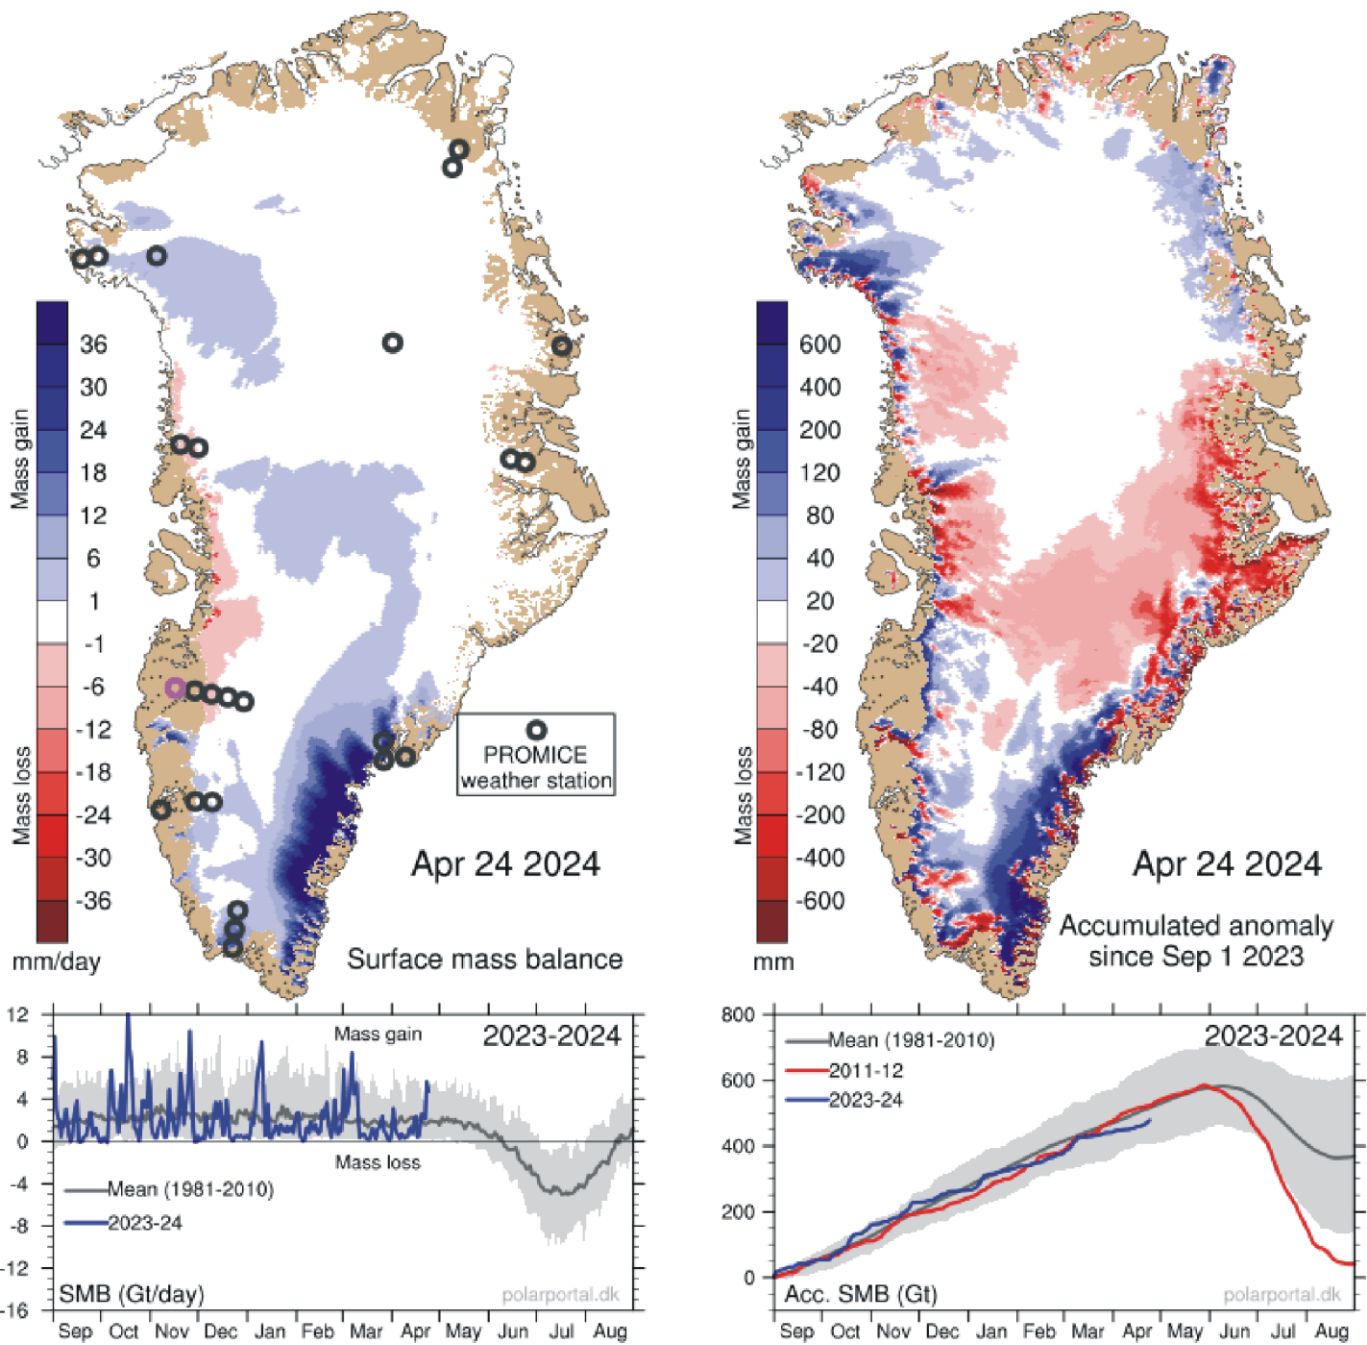 Mass gain
Mass loss
36
30
24
18
12
6
1
-1
-6
-12
-18
-24
-30
-36
mm/day
PROMICE
weather station
Apr 24 2024
Surface mass balance
Mass gain
Mass loss
600
400
200
120
80
40
20
-20
-40
-80
-120
-200
-400
-600
mm
Apr 24 2024
Accumulated anomaly
since Sep 1 2023
12
8
4
0
-4
-8
-12
-16
Mass gain
2023-2024
Mass loss
Mean (1981-2010)
2023-24
SMB (Gt/day)
polarportal.dk
Sep Oct Nov Dec Jan Feb Mar Apr May Jun Jul Aug
800
600
400
200
0
Mean (1981-2010)
2023-2024
2011-12
2023-24
Acc. SMB (Gt)
polarportal.dk
Sep Oct Nov Dec Jan Feb Mar Apr May Jun Jul Aug